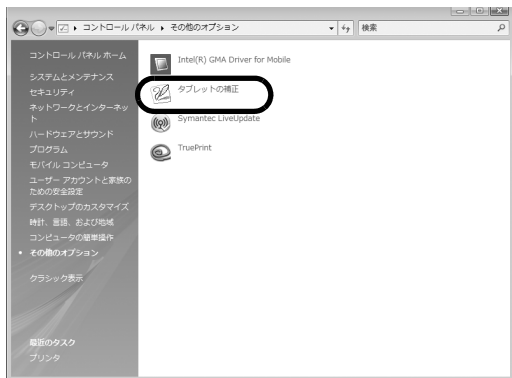 コントロール パネル ▸ その他のオプション
検索
コントロール パネル ホーム
システムとメンテナンス
セキュリティ
ネットワークとインターネッ
ト
ハードウェアとサウンド
プログラム
モバイル コンピュータ
ユーザー アカウントと家族の
ための安全設定
デスクトップのカスタマイズ
時計、言語、および地域
コンピュータの簡単操作
• その他のオプション
クラシック表示
最近のタスク
プリンタ
Intel(R) GMA Driver for Mobile
タブレットの補正
Symantec LiveUpdate
TruePrint